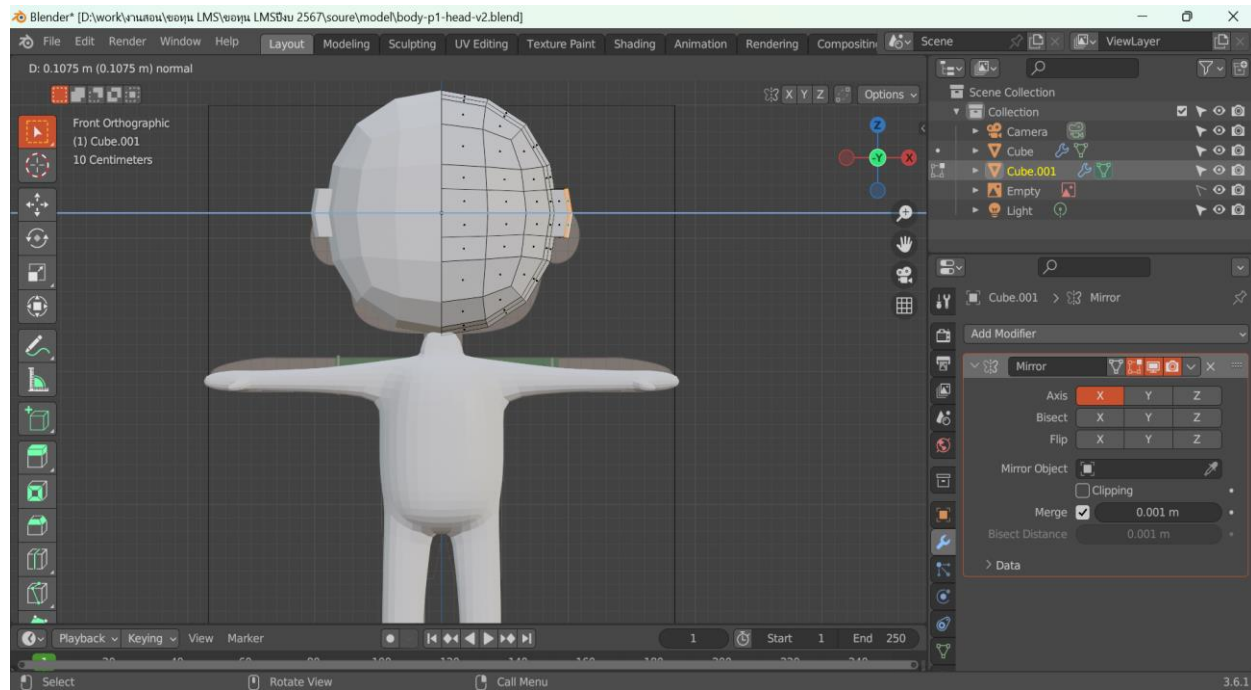 Blender* [D:\work\งานสอน\ขอทุน LMS\ขอทุน LMSปีงบ 2567\soure\model\body-p1-head-v2.blend]
File Edit Render Window Help Layout Modeling Sculpting UV Editing Texture Paint Shading Animation Rendering Compositin Scene ViewLayer
D: 0.1075 m (0.1075 m) normal
X Y Z Options
Front Orthographic
(1) Cube.001
10 Centimeters
Z
-Y
X
Scene Collection
Collection
Camera
Cube
Cube.001
Empty
Light
Cube.001 > Mirror
Add Modifier
Mirror
Axis X Y Z
Bisect X Y Z
Flip X Y Z
Mirror Object
Clipping
Merge 0.001 m
Bisect Distance 0.001 m
Data
Playback Keying View Marker 1 Start 1 End 250
Select Rotate View Call Menu 3.6.1